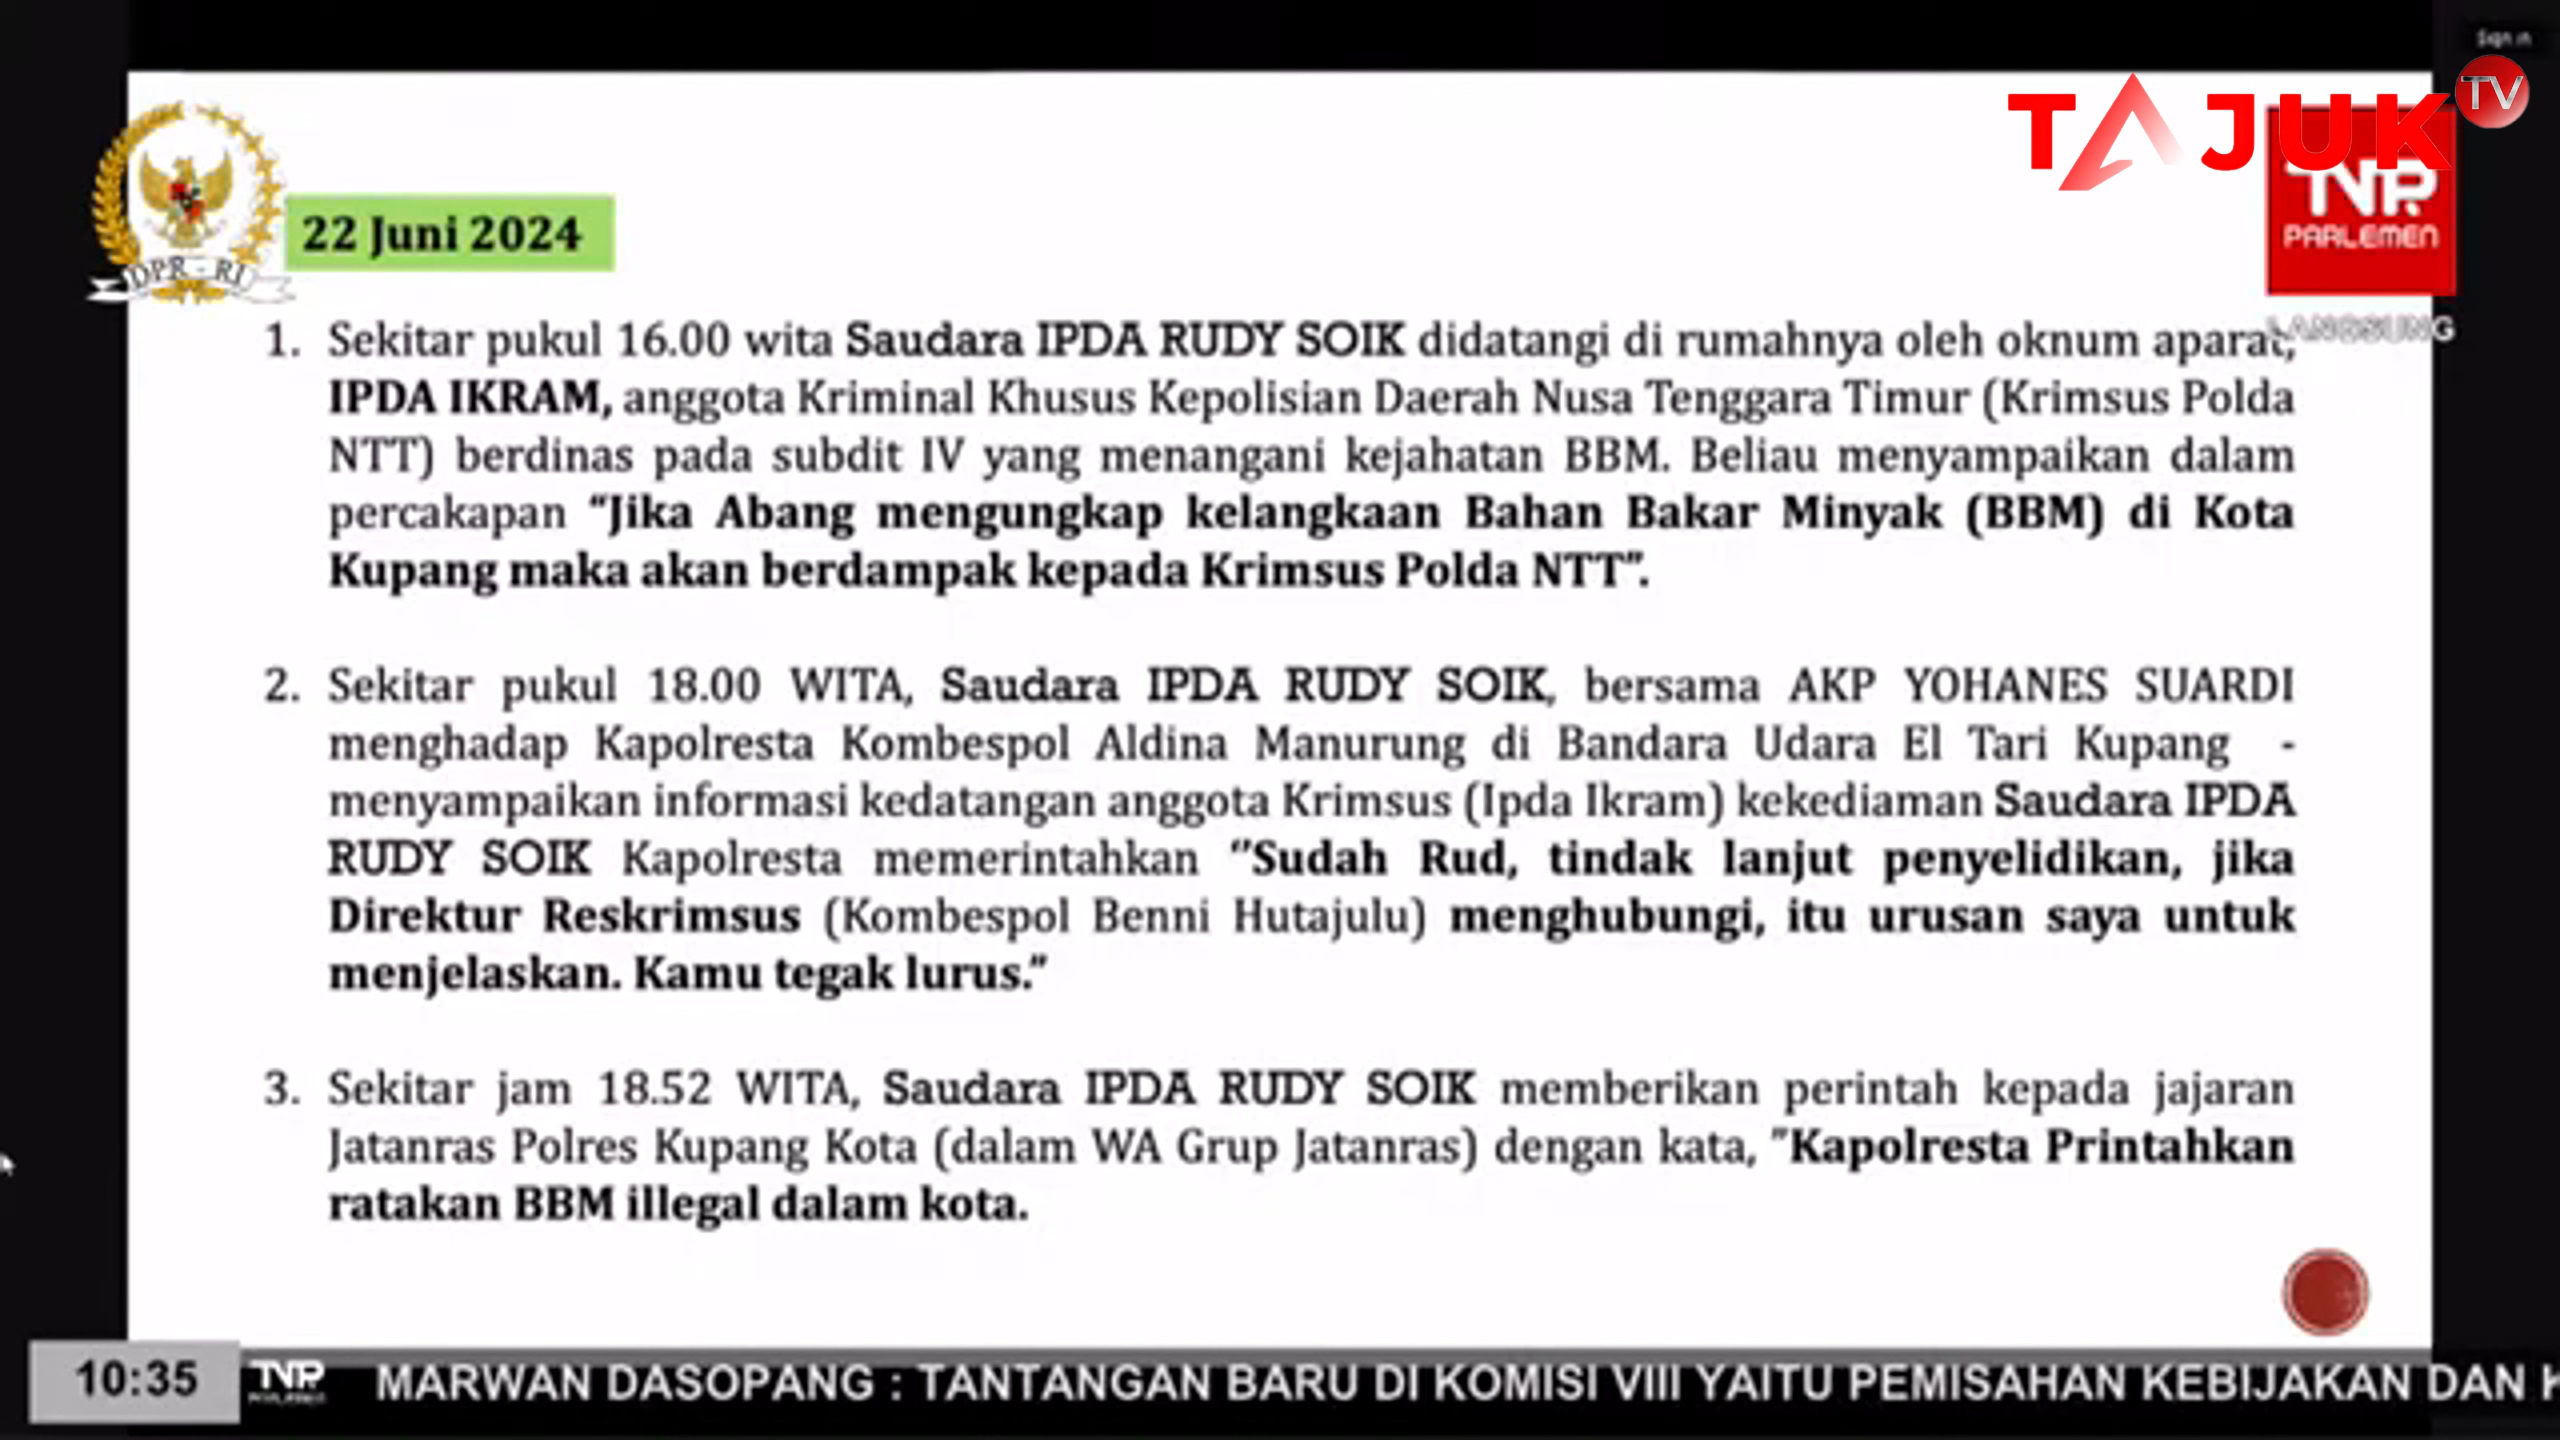 Sign in
TAJUK TV
TVP
PARLEMEN
LANGSUNG
DPR - RI
22 Juni 2024
1. Sekitar pukul 16.00 wita Saudara IPDA RUDY SOIK didatangi di rumahnya oleh oknum aparat,
IPDA IKRAM, anggota Kriminal Khusus Kepolisian Daerah Nusa Tenggara Timur (Krimsus Polda
NTT) berdinas pada subdit IV yang menangani kejahatan BBM. Beliau menyampaikan dalam
percakapan “Jika Abang mengungkap kelangkaan Bahan Bakar Minyak (BBM) di Kota
Kupang maka akan berdampak kepada Krimsus Polda NTT”.
2. Sekitar pukul 18.00 WITA, Saudara IPDA RUDY SOIK, bersama AKP YOHANES SUARDI
menghadap Kapolresta Kombespol Aldina Manurung di Bandara Udara El Tari Kupang -
menyampaikan informasi kedatangan anggota Krimsus (Ipda Ikram) kekediaman Saudara IPDA
RUDY SOIK Kapolresta memerintahkan “Sudah Rud, tindak lanjut penyelidikan, jika
Direktur Reskrimsus (Kombespol Benni Hutajulu) menghubungi, itu urusan saya untuk
menjelaskan. Kamu tegak lurus.”
3. Sekitar jam 18.52 WITA, Saudara IPDA RUDY SOIK memberikan perintah kepada jajaran
Jatanras Polres Kupang Kota (dalam WA Grup Jatanras) dengan kata, ”Kapolresta Printahkan
ratakan BBM illegal dalam kota.
10:35
TVP PARLEMEN
MARWAN DASOPANG : TANTANGAN BARU DI KOMISI VIII YAITU PEMISAHAN KEBIJAKAN DAN K